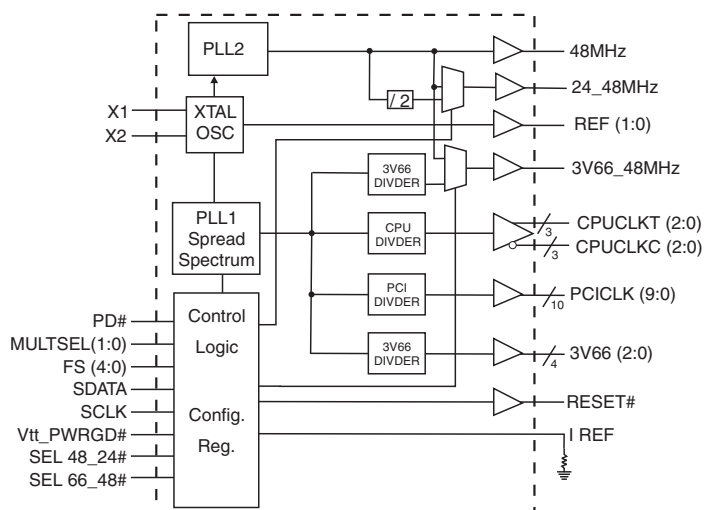 PLL2
48MHz
/ 2
24_48MHz
X1
X2
XTAL
OSC
REF (1:0)
3V66
DIVDER
3V66_48MHz
PLL1
Spread
Spectrum
CPU
DIVDER
3
CPUCLKT (2:0)
3
CPUCLKC (2:0)
PCI
DIVDER
10
PCICLK (9:0)
3V66
DIVDER
4
3V66 (2:0)
PD#
MULTSEL(1:0)
FS (4:0)
SDATA
SCLK
Vtt_PWRGD#
SEL 48_24#
SEL 66_48#
Control
Logic
Config.
Reg.
RESET#
I REF